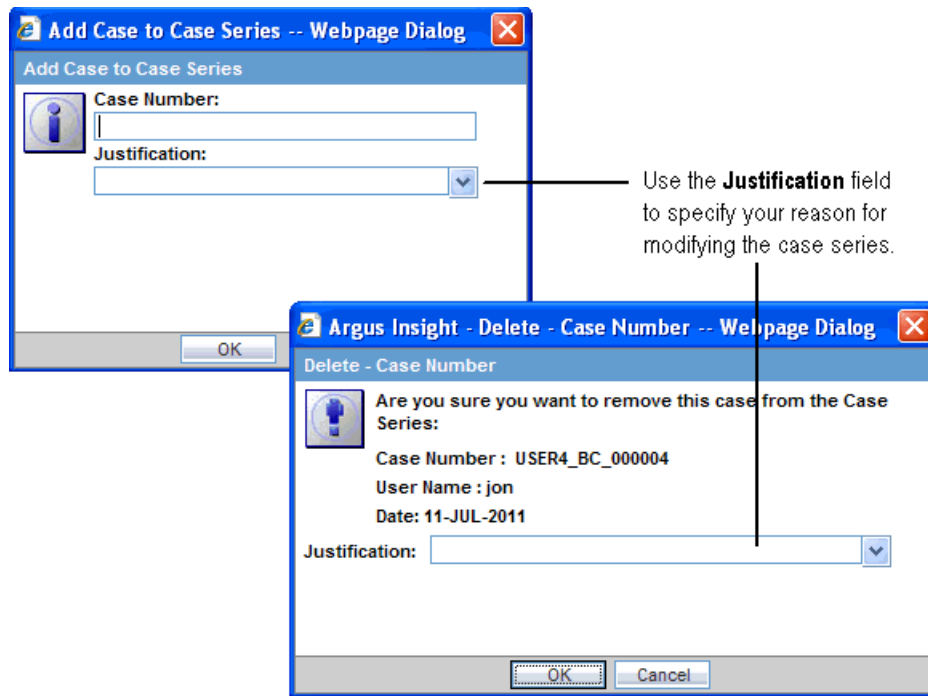 Add Case to Case Series -- Webpage Dialog
Add Case to Case Series
Case Number:
Justification:
OK
Use the Justification field
to specify your reason for
modifying the case series.
Argus Insight - Delete - Case Number -- Webpage Dialog
Delete - Case Number
Are you sure you want to remove this case from the Case
Series:
Case Number : USER4_BC_000004
User Name : jon
Date: 11-JUL-2011
Justification:
OK Cancel